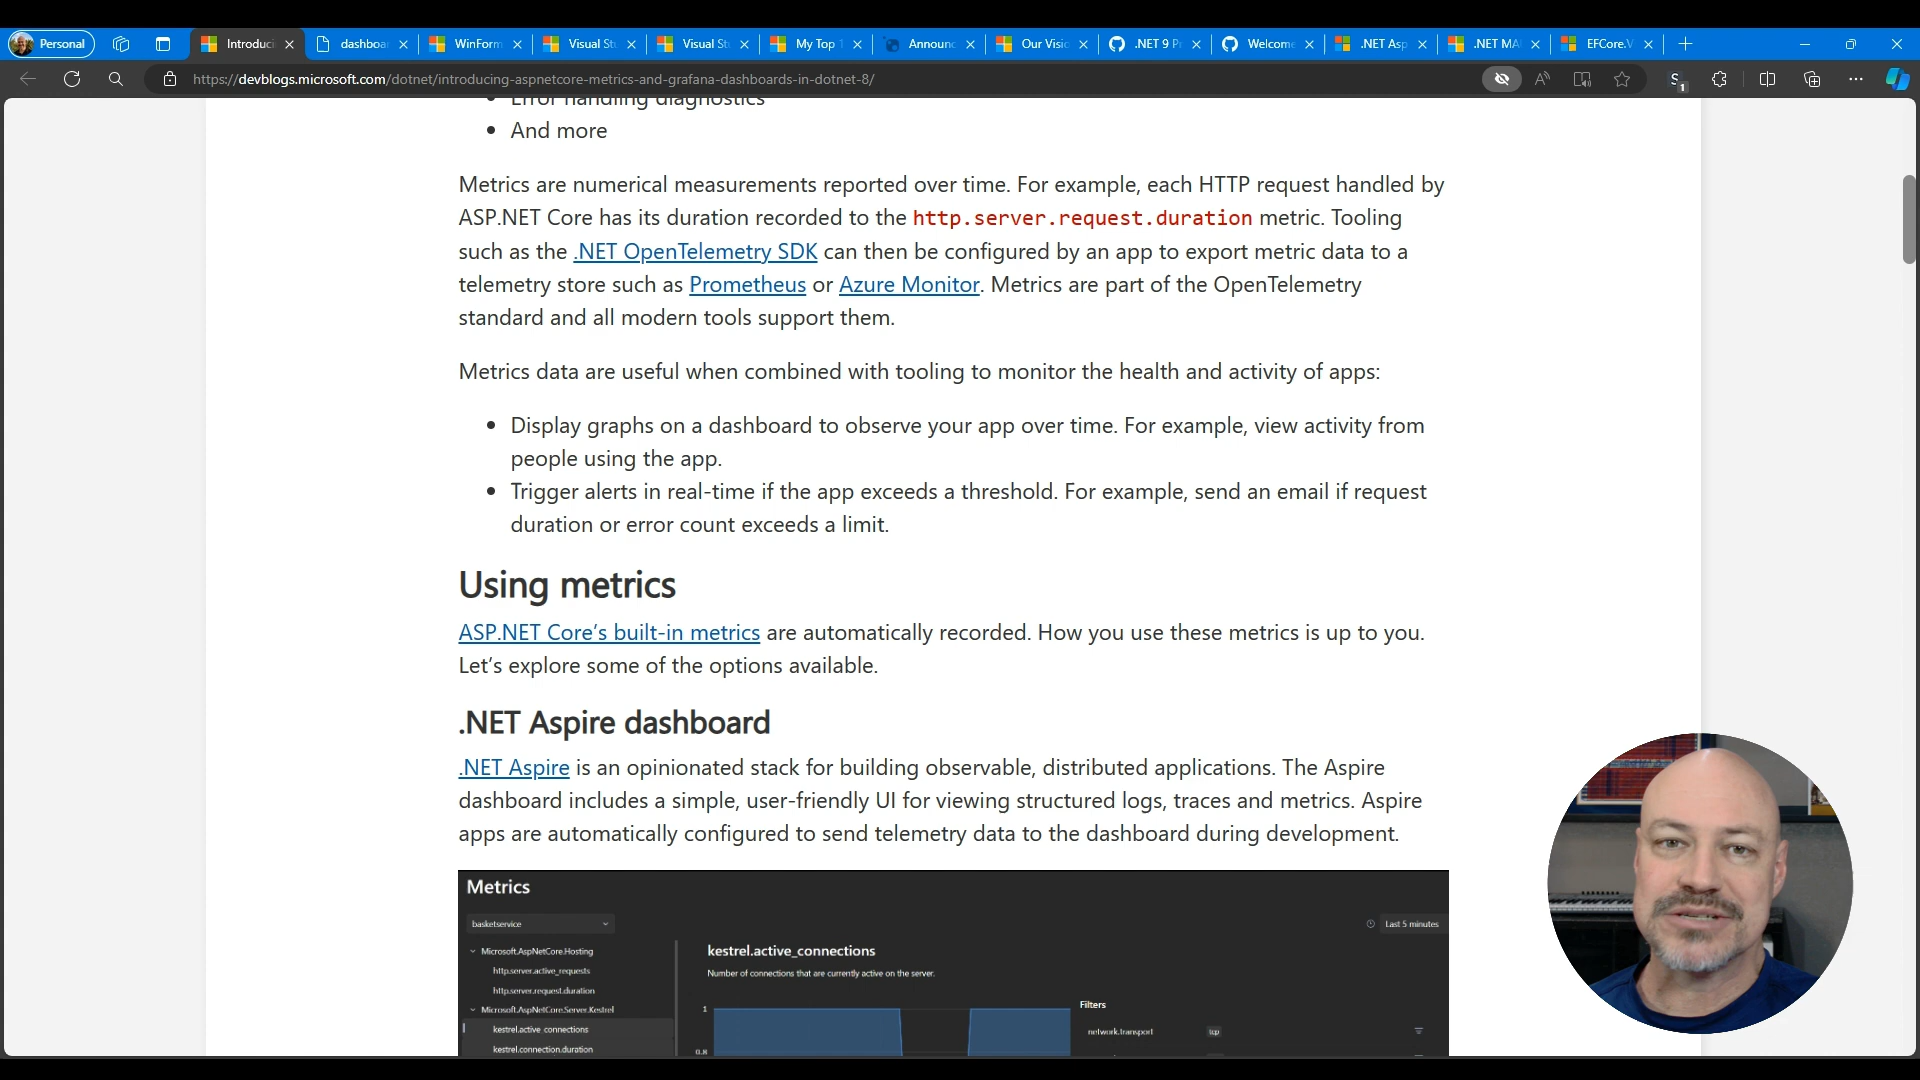 Personal
Introduci
dashboar
WinForm
Visual St
Visual St
My Top 1
Announc
Our Visio
.NET 9 Pr
Welcome
.NET Asp
.NET MA
EFCore.V
https://devblogs.microsoft.com/dotnet/introducing-aspnetcore-metrics-and-grafana-dashboards-in-dotnet-8/
1
• Error handling diagnostics
• And more
Metrics are numerical measurements reported over time. For example, each HTTP request handled by
ASP.NET Core has its duration recorded to the http.server.request.duration metric. Tooling
such as the .NET OpenTelemetry SDK can then be configured by an app to export metric data to a
telemetry store such as Prometheus or Azure Monitor. Metrics are part of the OpenTelemetry
standard and all modern tools support them.
Metrics data are useful when combined with tooling to monitor the health and activity of apps:
• Display graphs on a dashboard to observe your app over time. For example, view activity from
people using the app.
• Trigger alerts in real-time if the app exceeds a threshold. For example, send an email if request
duration or error count exceeds a limit.
Using metrics
ASP.NET Core’s built-in metrics are automatically recorded. How you use these metrics is up to you.
Let’s explore some of the options available.
.NET Aspire dashboard
.NET Aspire is an opinionated stack for building observable, distributed applications. The Aspire
dashboard includes a simple, user-friendly UI for viewing structured logs, traces and metrics. Aspire
apps are automatically configured to send telemetry data to the dashboard during development.
Metrics
basketservice
Last 5 minutes
Microsoft.AspNetCore.Hosting
http.server.active_requests
http.server.request.duration
Microsoft.AspNetCore.Server.Kestrel
kestrel.active_connections
kestrel.connection.duration
kestrel.active_connections
Number of connections that are currently active on the server.
1
0.8
Filters
network.transport
tcp